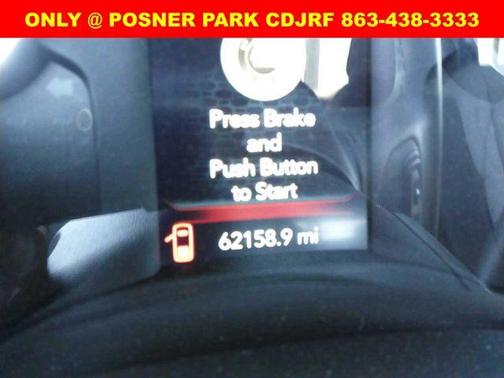 ONLY @ POSNER PARK CDJRF 863-438-3333
Press Brake
and
Push Button
to Start
62158.9 mi